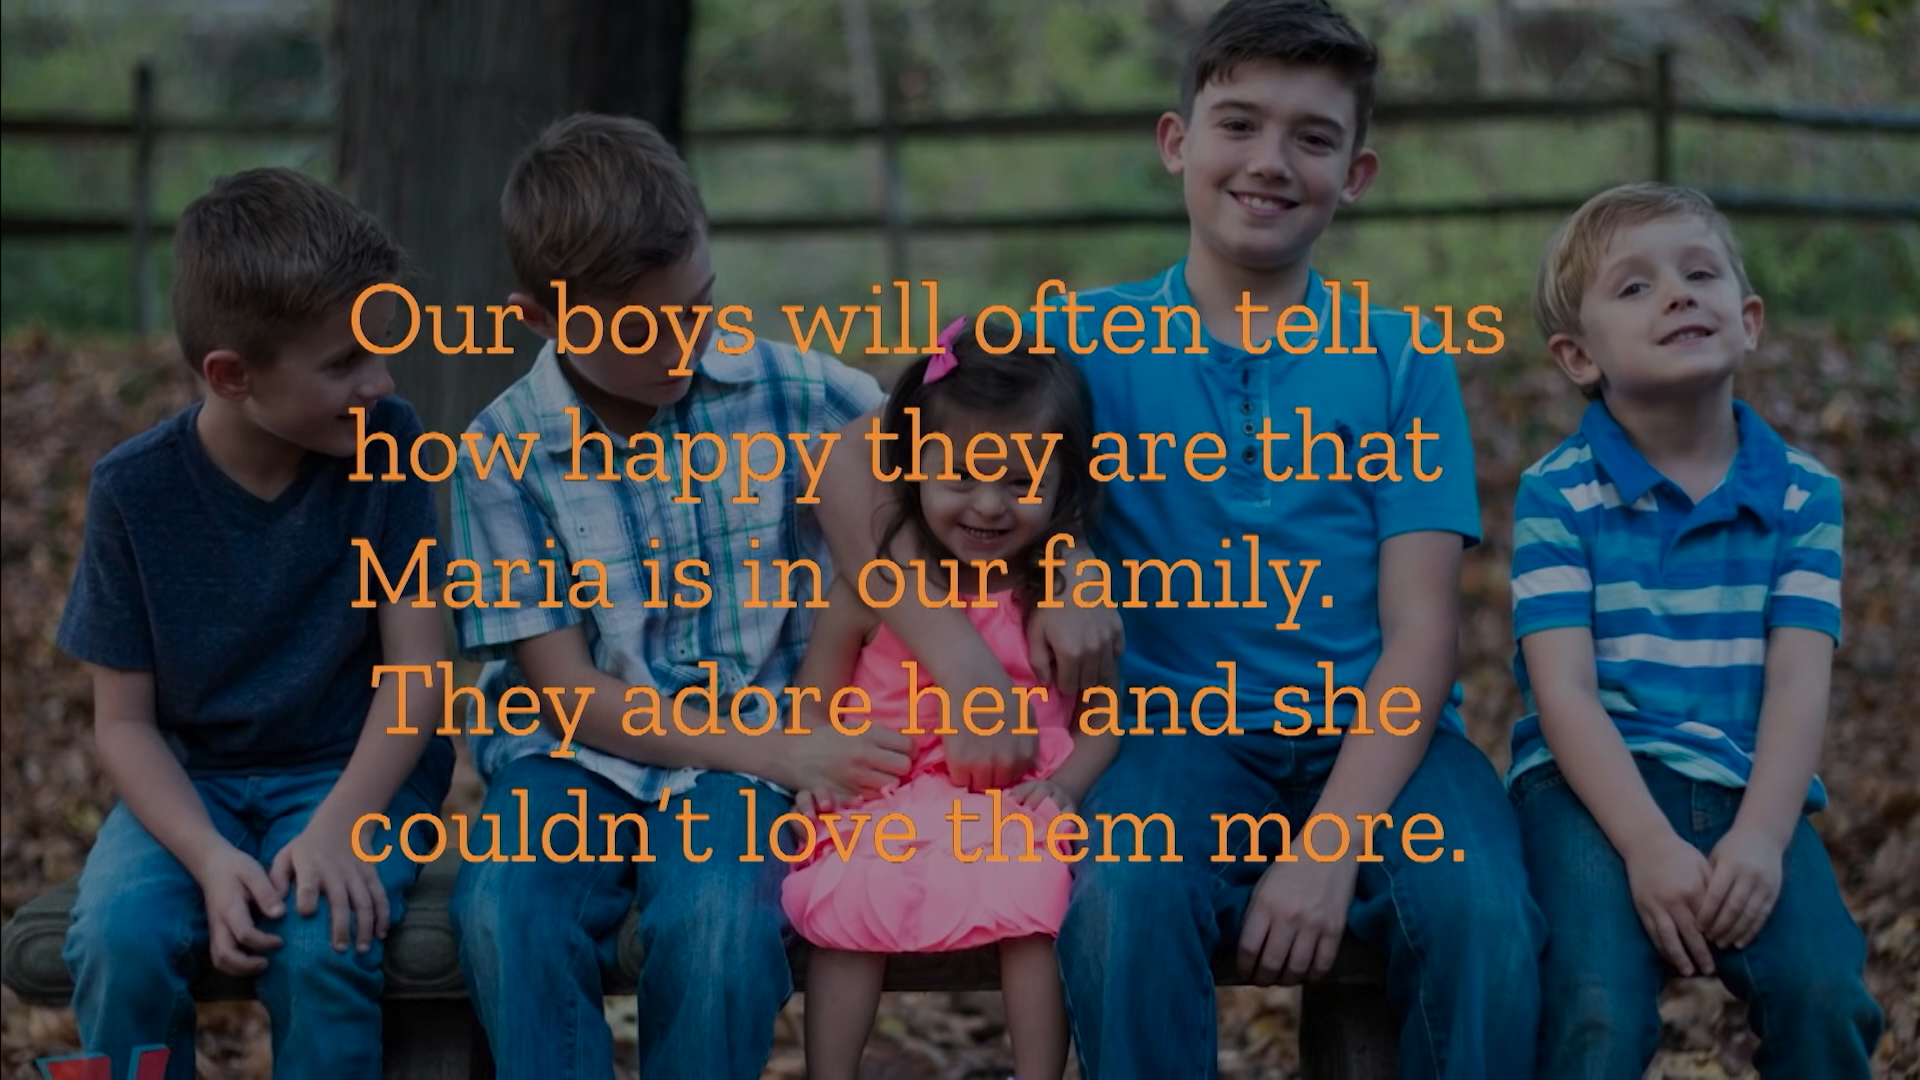 Our boys will often tell us
how happy they are that
Maria is in our family.
They adore her and she
couldn't love them more.